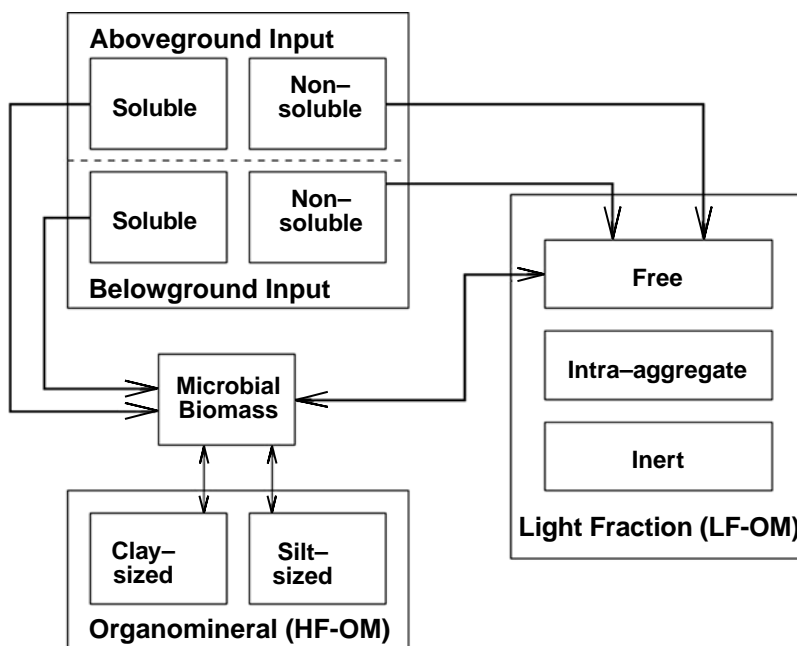 Aboveground Input
Soluble
Non–
soluble
Soluble
Non–
soluble
Belowground Input
Free
Intra–aggregate
Inert
Light Fraction (LF-OM)
Microbial
Biomass
Clay–
sized
Silt-
sized
Organomineral (HF-OM)